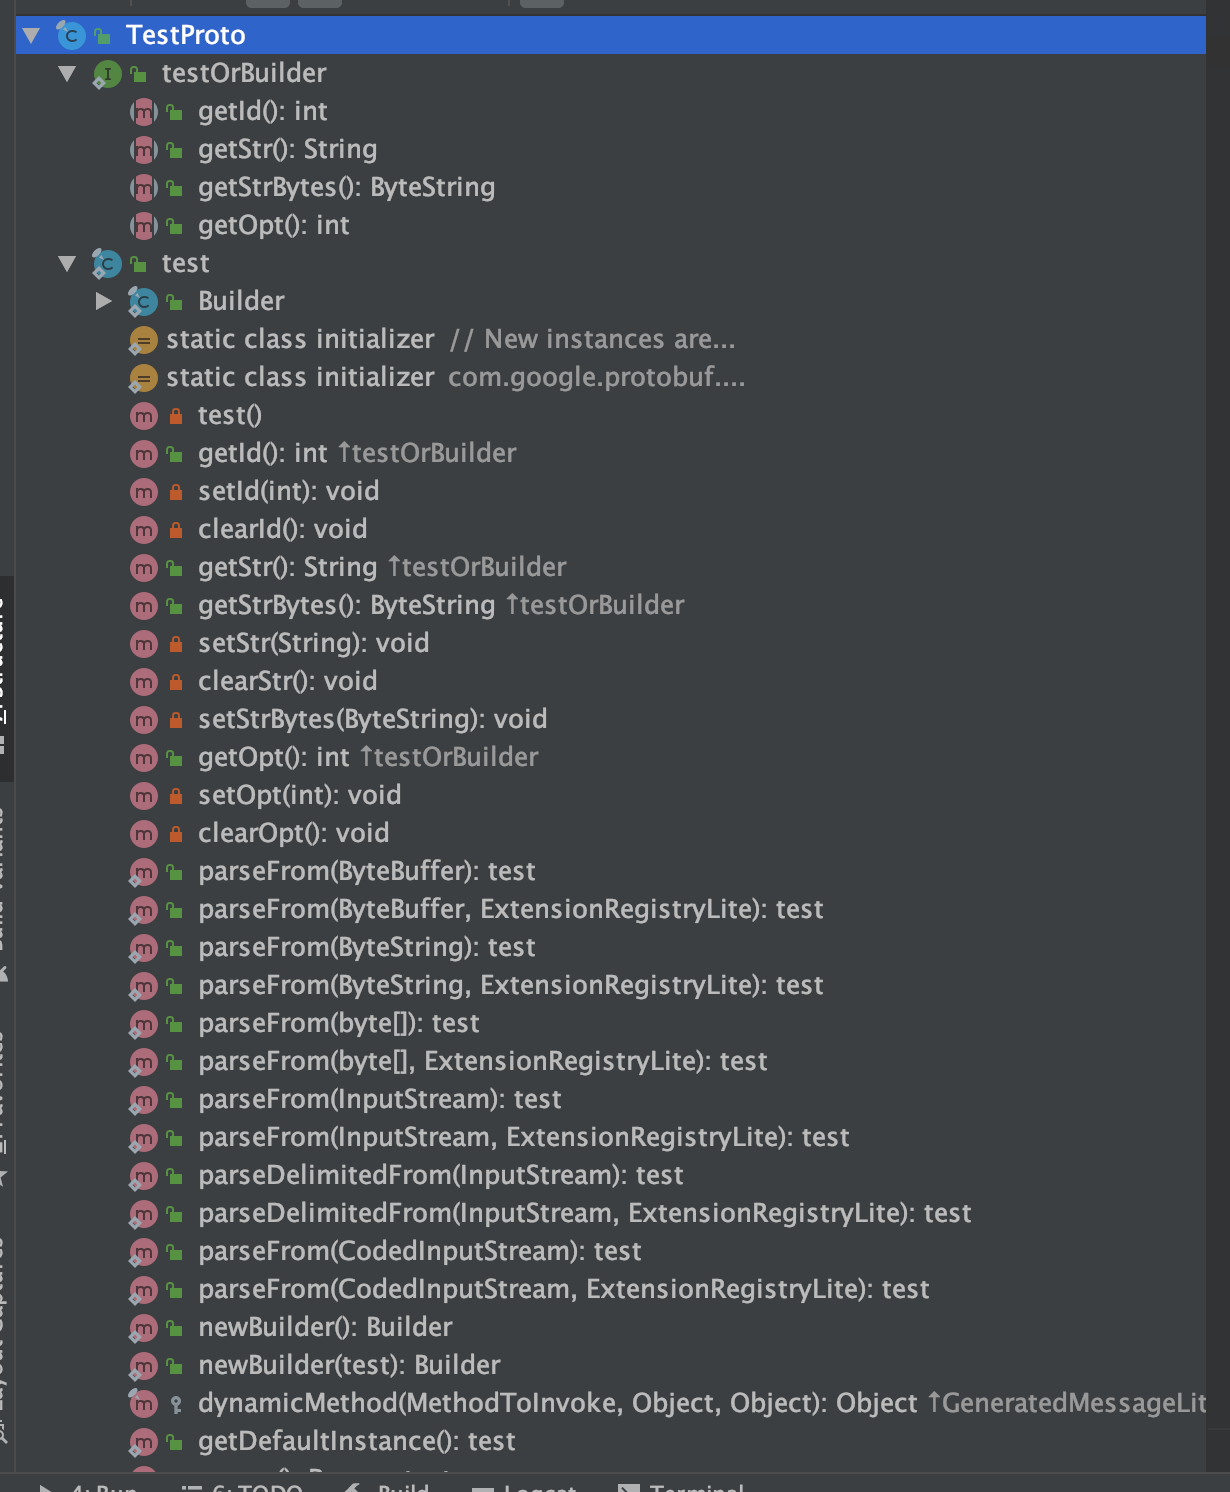 TestProto
testOrBuilder
getId(): int
getStr(): String
getStrBytes(): ByteString
getOpt(): int
test
Builder
static class initializer // New instances are...
static class initializer com.google.protobuf....
test()
getId(): int ↑testOrBuilder
setId(int): void
clearId(): void
getStr(): String ↑testOrBuilder
getStrBytes(): ByteString ↑testOrBuilder
setStr(String): void
clearStr(): void
setStrBytes(ByteString): void
getOpt(): int ↑testOrBuilder
setOpt(int): void
clearOpt(): void
parseFrom(ByteBuffer): test
parseFrom(ByteBuffer, ExtensionRegistryLite): test
parseFrom(ByteString): test
parseFrom(ByteString, ExtensionRegistryLite): test
parseFrom(byte[]): test
parseFrom(byte[], ExtensionRegistryLite): test
parseFrom(InputStream): test
parseFrom(InputStream, ExtensionRegistryLite): test
parseDelimitedFrom(InputStream): test
parseDelimitedFrom(InputStream, ExtensionRegistryLite): test
parseFrom(CodedInputStream): test
parseFrom(CodedInputStream, ExtensionRegistryLite): test
newBuilder(): Builder
newBuilder(test): Builder
dynamicMethod(MethodToInvoke, Object, Object): Object ↑GeneratedMessageLit
getDefaultInstance(): test
4: Run 6: TODO Build Logcat Terminal